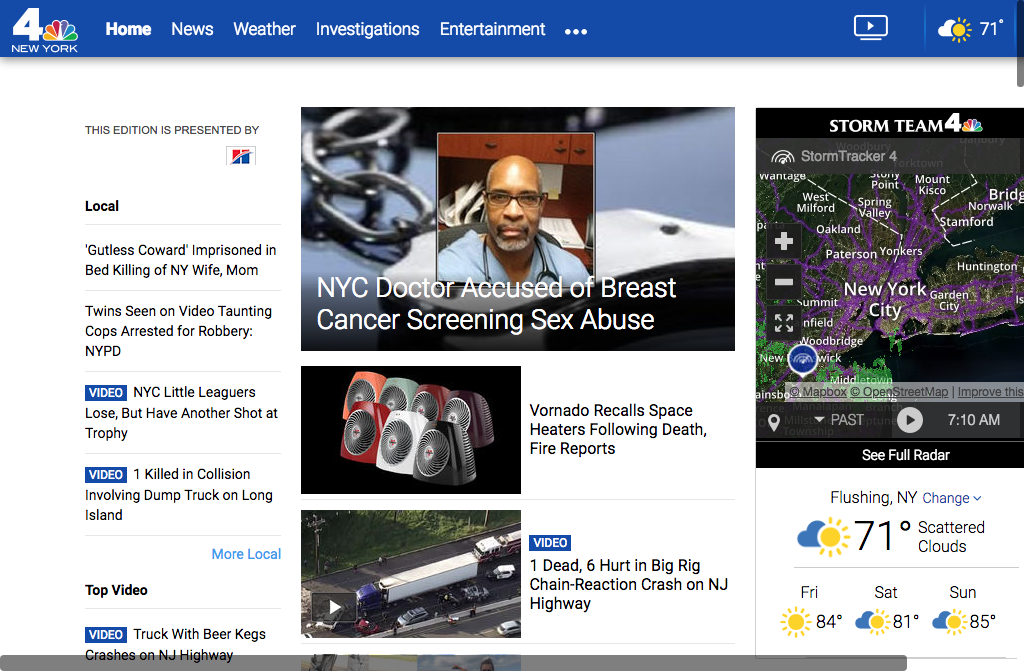 4
NEW YORK
Home
News
Weather
Investigations
Entertainment
71°
THIS EDITION IS PRESENTED BY
Local
'Gutless Coward' Imprisoned in
Bed Killing of NY Wife, Mom
Twins Seen on Video Taunting
Cops Arrested for Robbery:
NYPD
VIDEO NYC Little Leaguers
Lose, But Have Another Shot at
Trophy
VIDEO 1 Killed in Collision
Involving Dump Truck on Long
Island
More Local
Top Video
VIDEO Truck With Beer Kegs
Crashes on NJ Highway
NYC Doctor Accused of Breast
Cancer Screening Sex Abuse
Vornado Recalls Space
Heaters Following Death,
Fire Reports
VIDEO
1 Dead, 6 Hurt in Big Rig
Chain-Reaction Crash on NJ
Highway
STORM TEAM 4
StormTracker 4
Woodbury
Danbury
Yorktown
Wantage
Stony
Point
Mount
Kisco
West
Milford
Spring
Valley
Norwalk
Stamford
Oakland
Paterson
Yonkers
Huntington
New York
City
Garden
City
Woodbridge
Middletown
© Mapbox © OpenStreetMap | Improve this
PAST
7:10 AM
See Full Radar
Flushing, NY Change
71° Scattered
Clouds
Fri
Sat
Sun
84°
81°
85°